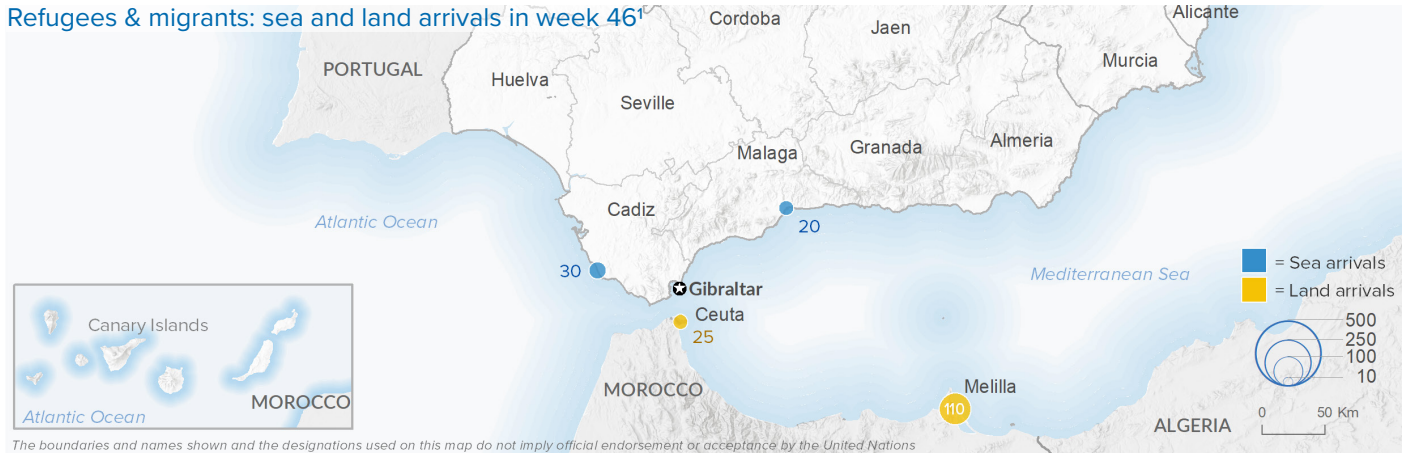 Refugees & migrants: sea and land arrivals in week 46¹
Cordoba
Alicante
Jaen
PORTUGAL
Murcia
Huelva
Seville
Malaga
Granada
Almeria
Cadiz
Atlantic Ocean
20
30
Mediterranean Sea
= Sea arrivals
Gibraltar
= Land arrivals
Ceuta
25
500
250
100
10
Canary Islands
MOROCCO
Melilla
110
MOROCCO
Atlantic Ocean
0 50 Km
ALGERIA
The boundaries and names shown and the designations used on this map do not imply official endorsement or acceptance by the United Nations